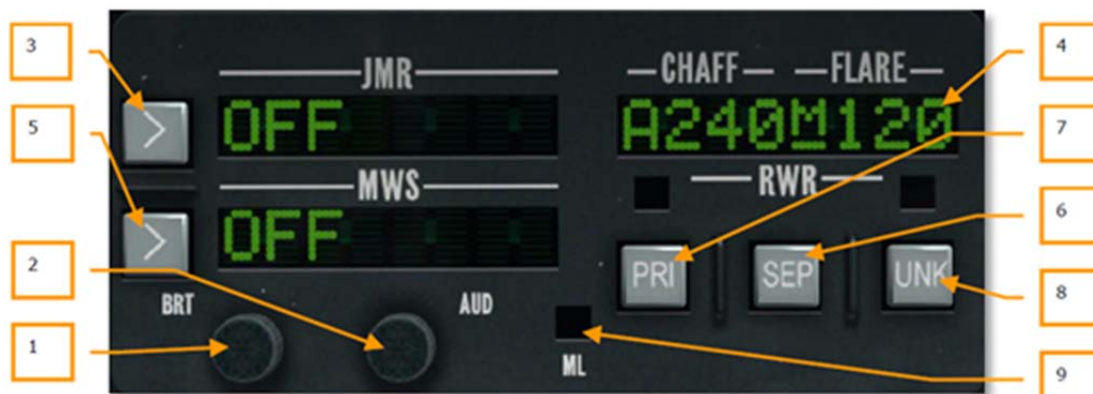 3
JMR
CHAFF FLARE
4
>
OFF
A240M120
7
5
MWS
RWR
>
OFF
6
2
PRI
SEP
UNK
BRT
AUD
8
1
ML
9